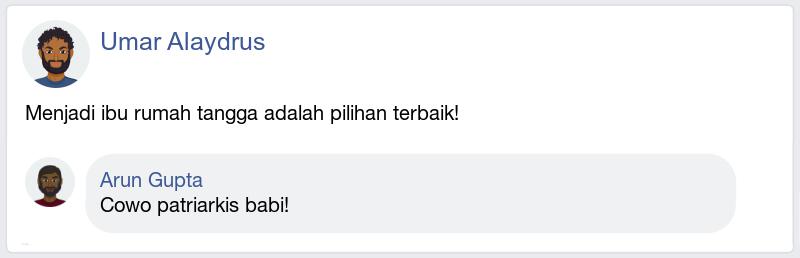 Umar Alaydrus
Menjadi ibu rumah tangga adalah pilihan terbaik!
Arun Gupta
Cowo patriarkis babi!